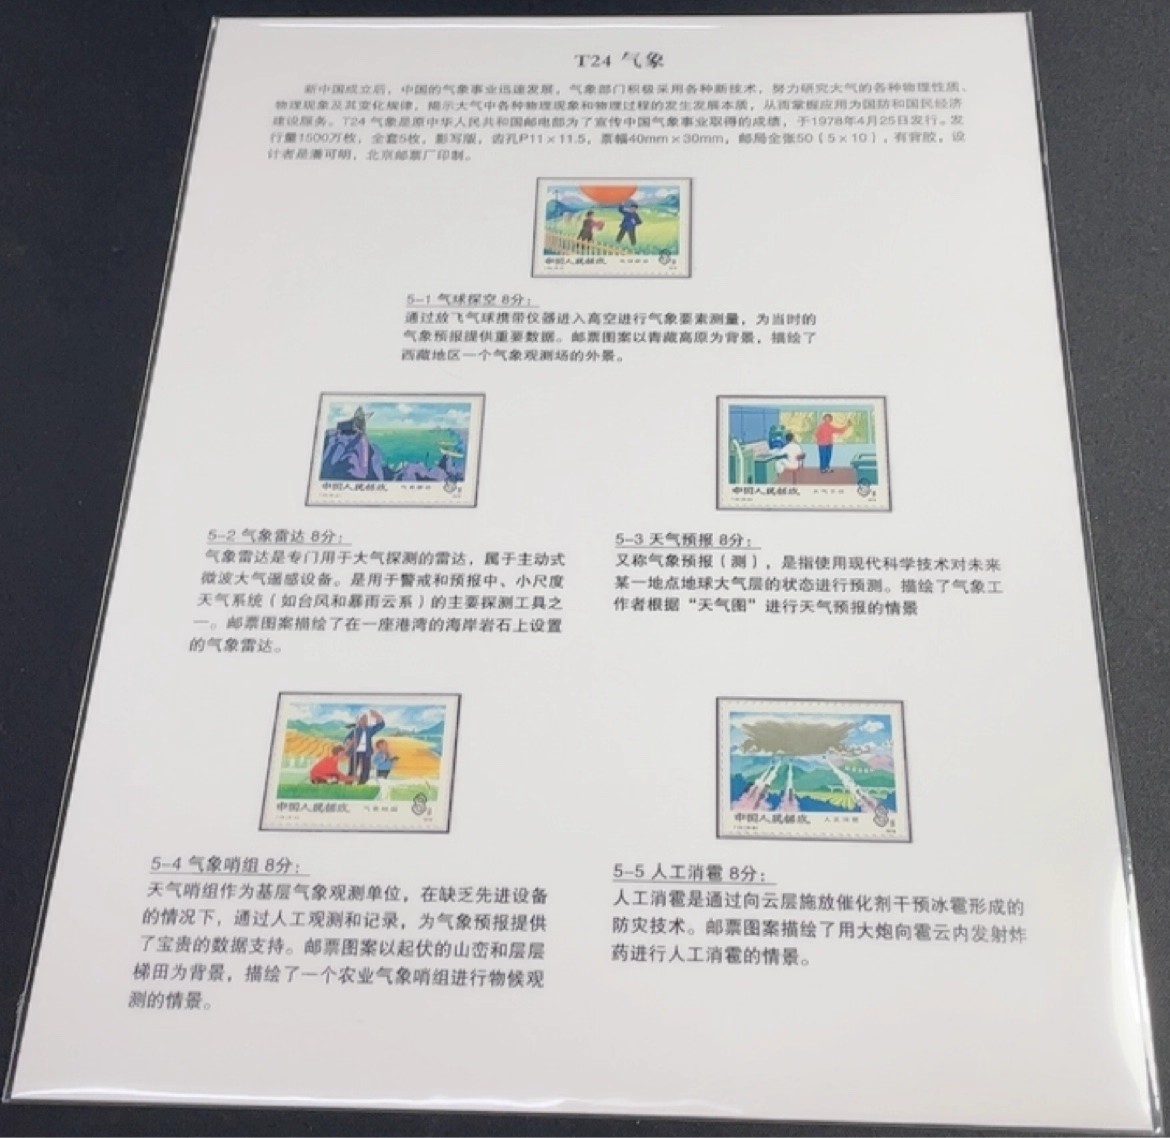 T24 气象
新中国成立后，中国的气象事业迅速发展，气象部门积极采用各种新技术，努力研究大气的各种物理性质、
物理现象及其变化规律，揭示大气中各种物理现象和物理过程的发生发展本质，从而掌握应用为国防和国民经济
建设服务。T24 气象是原中华人民共和国邮电部为了宣传中国气象事业取得的成绩，于1978年4月25日发行。发
行量1500万枚，全套5枚，影写版，齿孔P11×11.5，票幅40mm×30mm，邮局全张50（5×10），有背胶，设
计者是潘可明，北京邮票厂印制。
中国人民邮政
8分
5-1 气球探空 8分：
通过放飞气球携带仪器进入高空进行气象要素测量，为当时的
气象预报提供重要数据。邮票图案以青藏高原为背景，描绘了
西藏地区一个气象观测场的外景。
中国人民邮政 气象雷达 8分
中国人民邮政 天气预报 8分
5-2 气象雷达 8分：
气象雷达是专门用于大气探测的雷达，属于主动式
微波大气遥感设备。是用于警戒和预报中、小尺度
天气系统（如台风和暴雨云系）的主要探测工具之
一。邮票图案描绘了在一座港湾的海岸岩石上设置
的气象雷达。
5-3 天气预报 8分：
又称气象预报（测），是指使用现代科学技术对未来
某一地点地球大气层的状态进行预测。描绘了气象工
作者根据“天气图”进行天气预报的情景
中国人民邮政 气象哨组 8分
中国人民邮政 人工消雹 8分
5-4 气象哨组 8分：
天气哨组作为基层气象观测单位，在缺乏先进设备
的情况下，通过人工观测和记录，为气象预报提供
了宝贵的数据支持。邮票图案以起伏的山峦和层层
梯田为背景，描绘了一个农业气象哨组进行物候观
测的情景。
5-5 人工消雹 8分：
人工消雹是通过向云层施放催化剂干预冰雹形成的
防灾技术。邮票图案描绘了用大炮向雹云内发射炸
药进行人工消雹的情景。